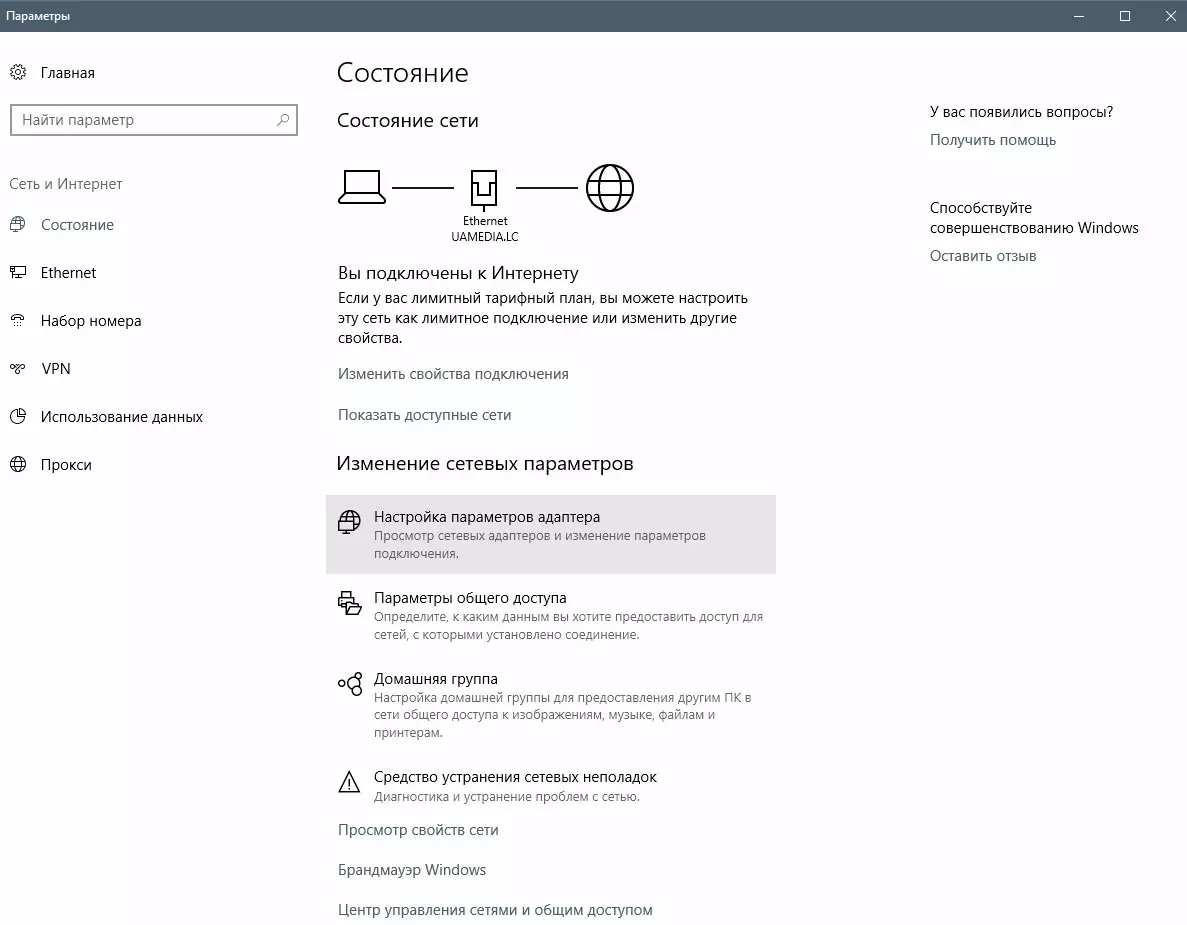 Параметры
Главная
Найти параметр
Сеть и Интернет
Состояние
Ethernet
Набор номера
VPN
Использование данных
Прокси
Состояние
Состояние сети
Ethernet
UAMEDIA.LC
Вы подключены к Интернету
Если у вас лимитный тарифный план, вы можете настроить
эту сеть как лимитное подключение или изменить другие
свойства.
Изменить свойства подключения
Показать доступные сети
Изменение сетевых параметров
Настройка параметров адаптера
Просмотр сетевых адаптеров и изменение параметров
подключения.
Параметры общего доступа
Определите, к каким данным вы хотите предоставить доступ для
сетей, с которыми установлено соединение.
Домашняя группа
Настройка домашней группы для предоставления другим ПК в
сети общего доступа к изображениям, музыке, файлам и
принтерам.
Средство устранения сетевых неполадок
Диагностика и устранение проблем с сетью.
Просмотр свойств сети
Брандмауэр Windows
Центр управления сетями и общим доступом
У вас появились вопросы?
Получить помощь
Способствуйте
совершенствованию Windows
Оставить отзыв